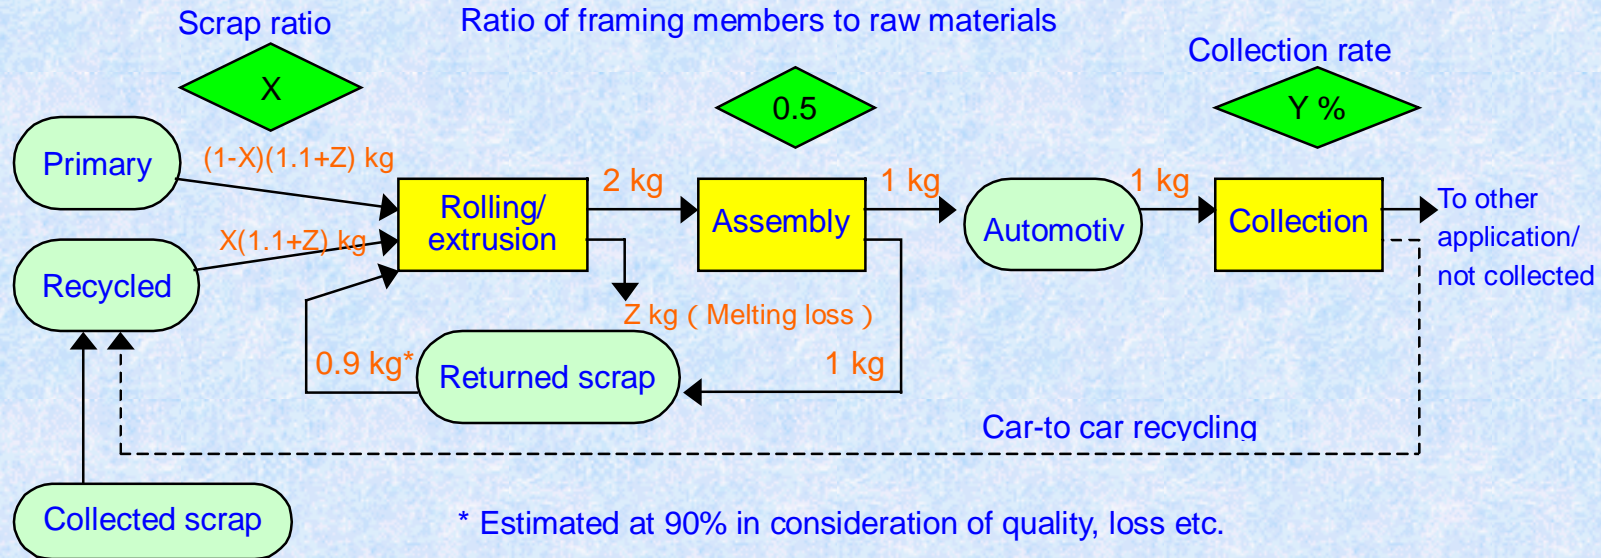 Scrap ratio
Ratio of framing members to raw materials
Collection rate
X
0.5
Y %
Primary
(1-X)(1.1+Z) kg
Rolling/
extrusion
2 kg
Assembly
1 kg
Automotiv
1 kg
Collection
To other
application/
not collected
X(1.1+Z) kg
Recycled
Z kg ( Melting loss )
0.9 kg*
Returned scrap
1 kg
Car-to car recycling
Collected scrap
* Estimated at 90% in consideration of quality, loss etc.